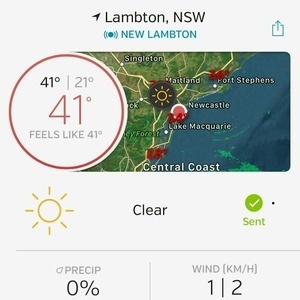 Lambton, NSW
NEW LAMBTON
41° | 21°
41°
FEELS LIKE 41°
Singleton
Maitland
Port Stephens
Newcastle
Lake Macquarie
Forest
Central Coast
Clear
Sent
PRECIP
0%
WIND (KM/H)
1 | 2